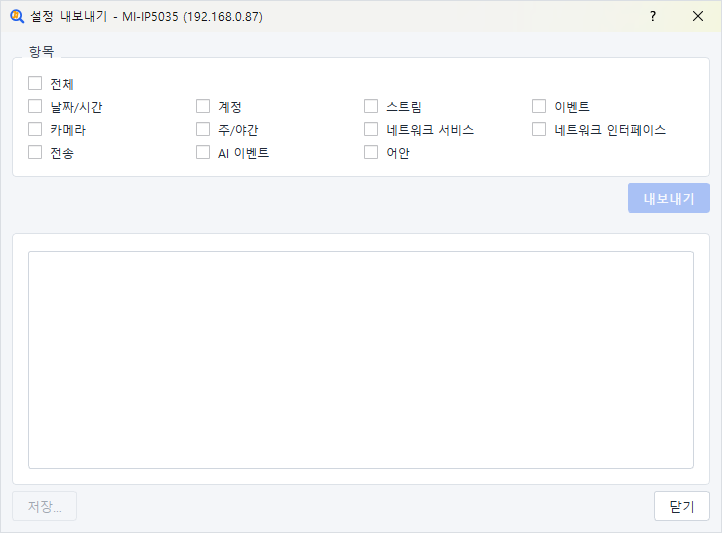 설정 내보내기 - MI-IP5035 (192.168.0.87) ?
항목
전체
날짜/시간 계정 스트림 이벤트
카메라 주/야간 네트워크 서비스 네트워크 인터페이스
전송 AI 이벤트 어안
내보내기
저장... 닫기